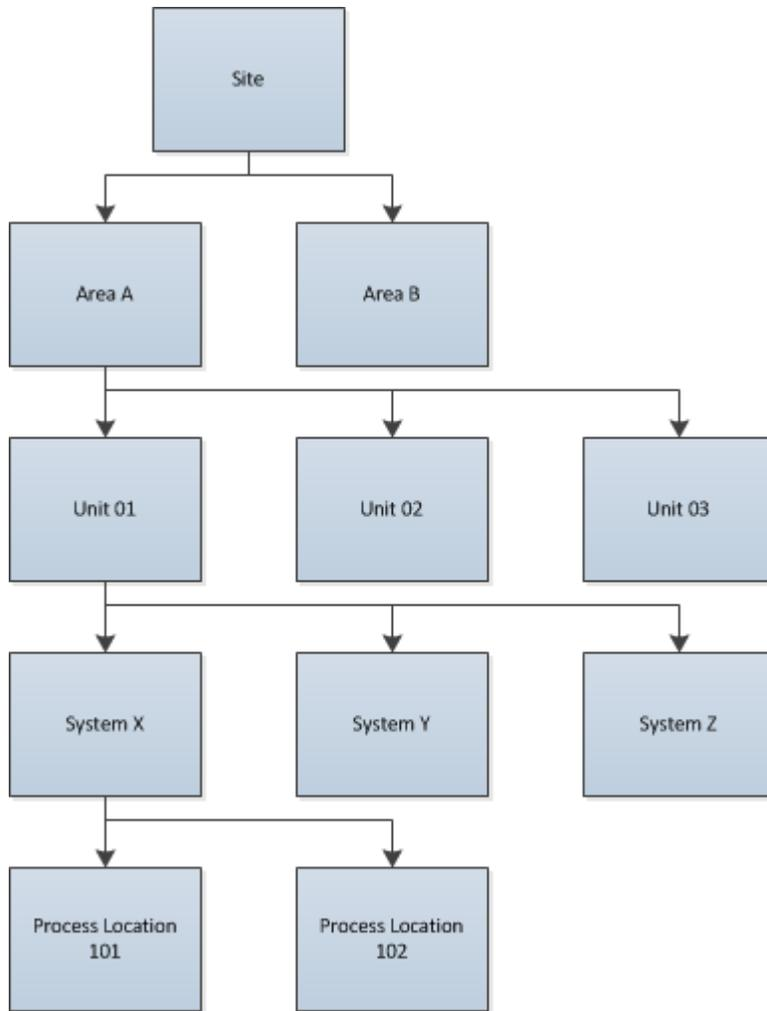 Site
Area A
Area B
Unit 01
Unit 02
Unit 03
System X
System Y
System Z
Process Location
101
Process Location
102